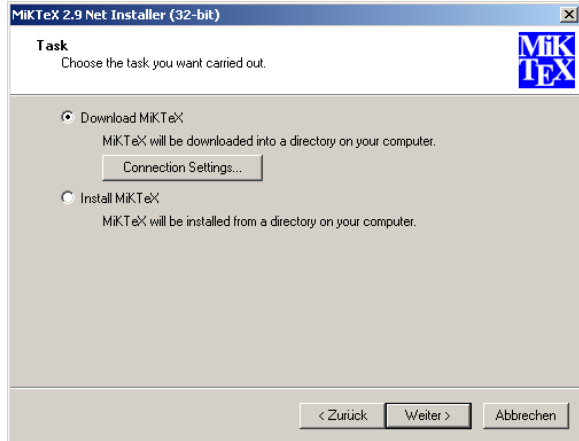 MiKTeX 2.9 Net Installer (32-bit)
Task
Choose the task you want carried out.
MiK
TEX
Download MiKTeX
MiKTeX will be downloaded into a directory on your computer.
Connection Settings...
Install MiKTeX
MiKTeX will be installed from a directory on your computer.
< Zurück
Weiter >
Abbrechen